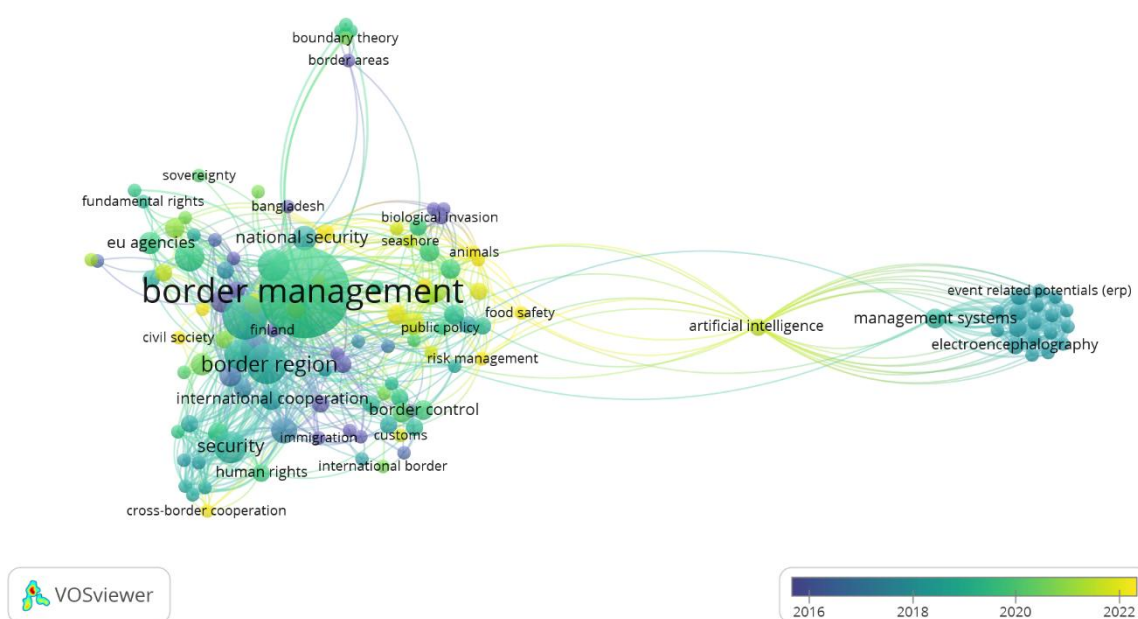 boundary theory
border areas
sovereignty
fundamental rights
bangladesh
biological invasion
eu agencies
national security
seashore
animals
border management
event related potentials (erp)
food safety
management systems
finland
public policy
artificial intelligence
civil society
electroencephalography
risk management
border region
international cooperation
border control
immigration
customs
security
international border
human rights
cross-border cooperation
VOSviewer
2016 2018 2020 2022